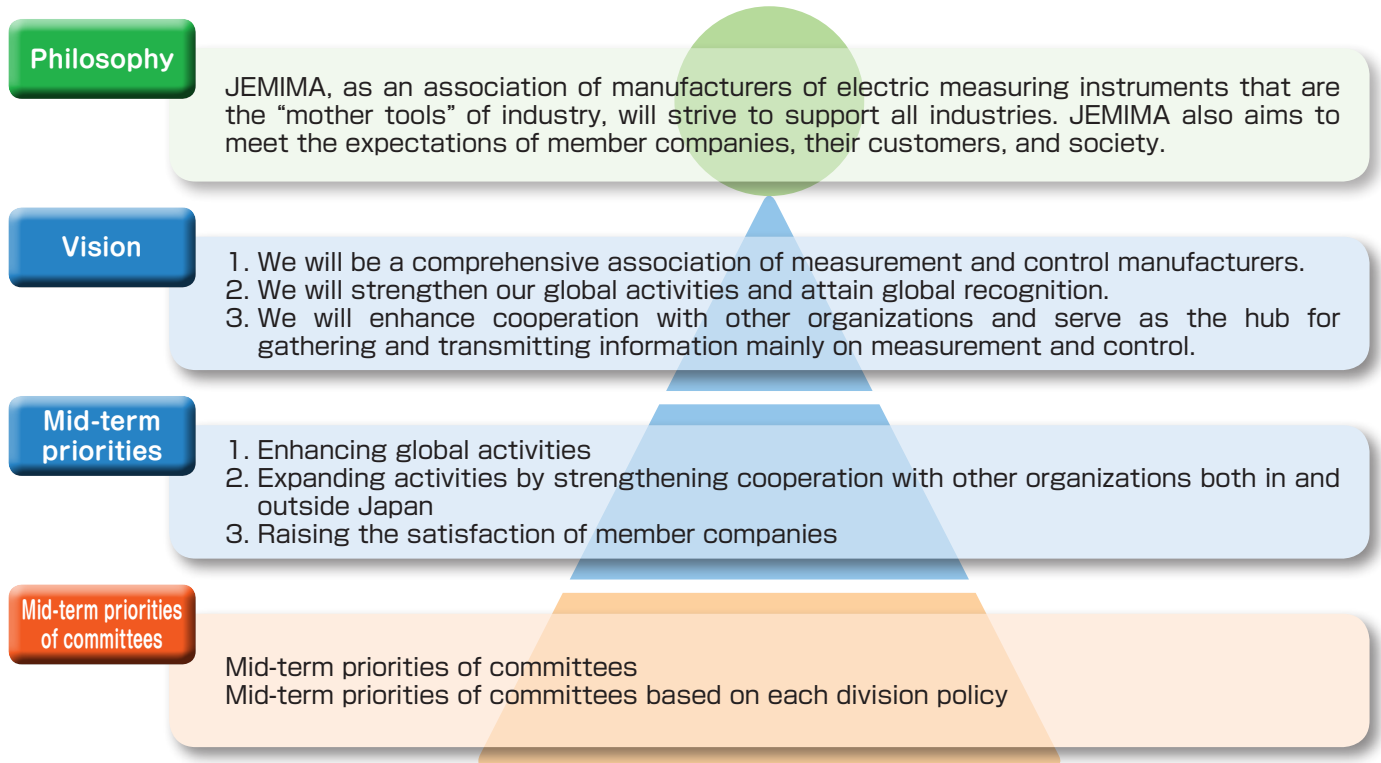 Philosophy
JEMIMA, as an association of manufacturers of electric measuring instruments that are
the “mother tools” of industry, will strive to support all industries. JEMIMA also aims to
meet the expectations of member companies, their customers, and society.
Vision
1. We will be a comprehensive association of measurement and control manufacturers.
2. We will strengthen our global activities and attain global recognition.
3. We will enhance cooperation with other organizations and serve as the hub for
gathering and transmitting information mainly on measurement and control.
Mid-term
priorities
1. Enhancing global activities
2. Expanding activities by strengthening cooperation with other organizations both in and
outside Japan
3. Raising the satisfaction of member companies
Mid-term priorities
of committees
Mid-term priorities of committees
Mid-term priorities of committees based on each division policy